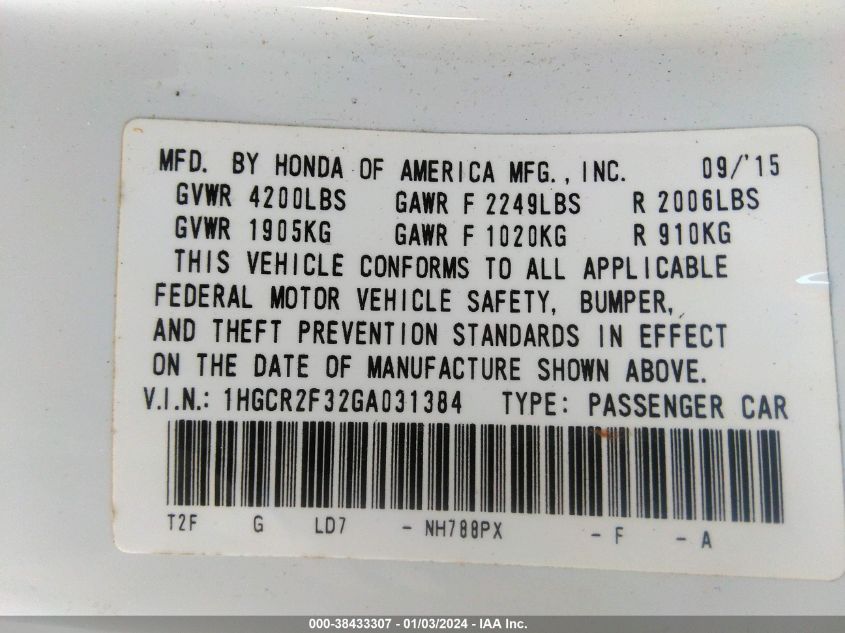 MFD. BY HONDA OF AMERICA MFG., INC. 09/'15
GVWR 4200LBS GAWR F 2249LBS R 2006LBS
GVWR 1905KG GAWR F 1020KG R 910KG
THIS VEHICLE CONFORMS TO ALL APPLICABLE
FEDERAL MOTOR VEHICLE SAFETY, BUMPER,
AND THEFT PREVENTION STANDARDS IN EFFECT
ON THE DATE OF MANUFACTURE SHOWN ABOVE.
V.I.N.: 1HGCR2F32GA031384 TYPE: PASSENGER CAR
T2F G LD7 - NH788PX - F - A
000-38433307 - 01/03/2024 - IAA Inc.